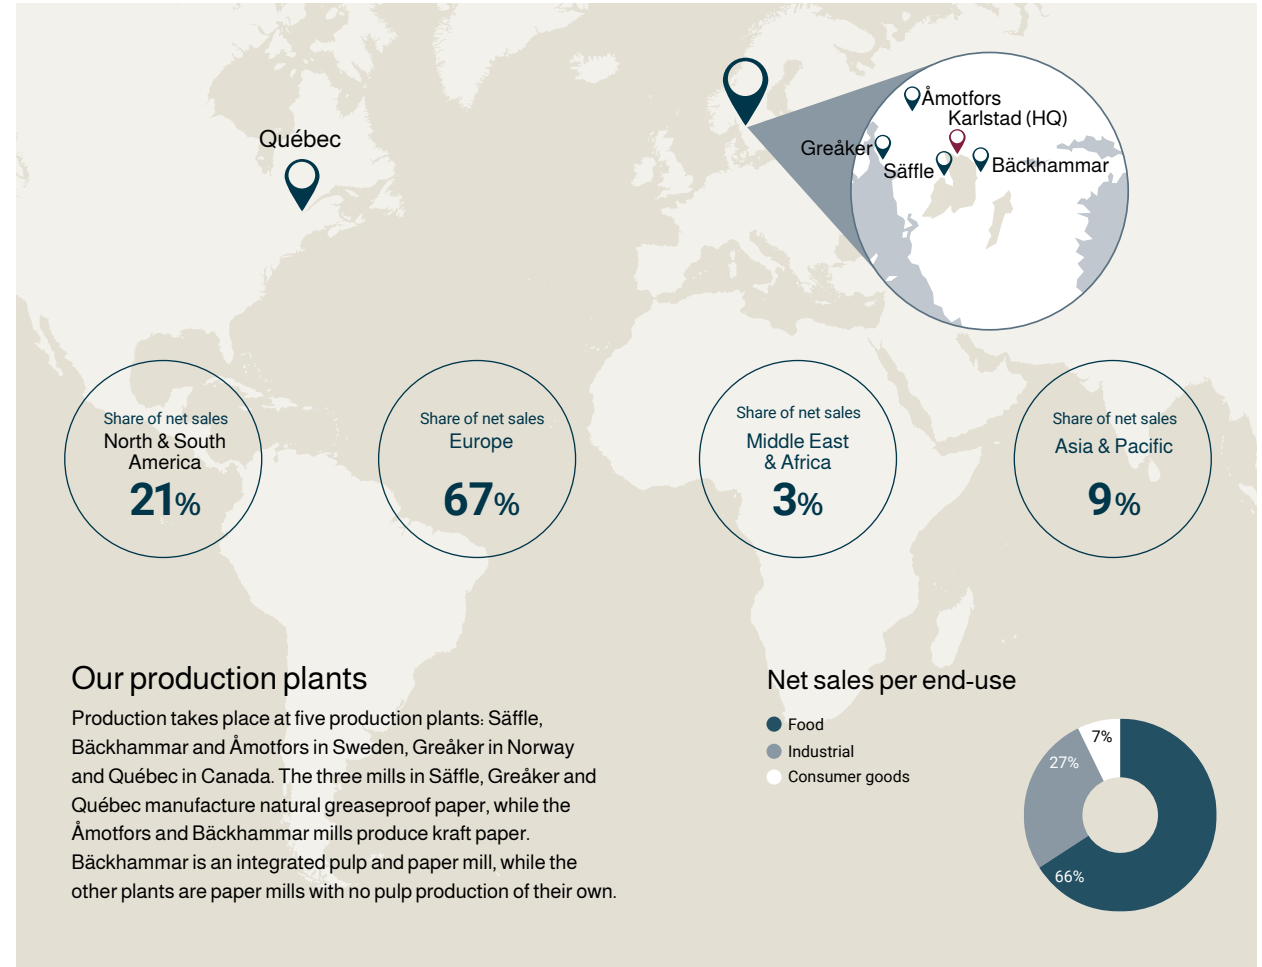 Québec
Åmotfors
Karlstad (HQ)
Greåker
Säffle
Bäckhammar
Share of net sales
North & South
America
21%
Share of net sales
Europe
67%
Share of net sales
Middle East
& Africa
3%
Share of net sales
Asia & Pacific
9%
Our production plants
Production takes place at five production plants: Säffle,
Bäckhammar and Åmotfors in Sweden, Greåker in Norway
and Québec in Canada. The three mills in Säffle, Greåker and
Québec manufacture natural greaseproof paper, while the
Åmotfors and Bäckhammar mills produce kraft paper.
Bäckhammar is an integrated pulp and paper mill, while the
other plants are paper mills with no pulp production of their own.
Net sales per end-use
Food
Industrial
Consumer goods
7%
27%
66%